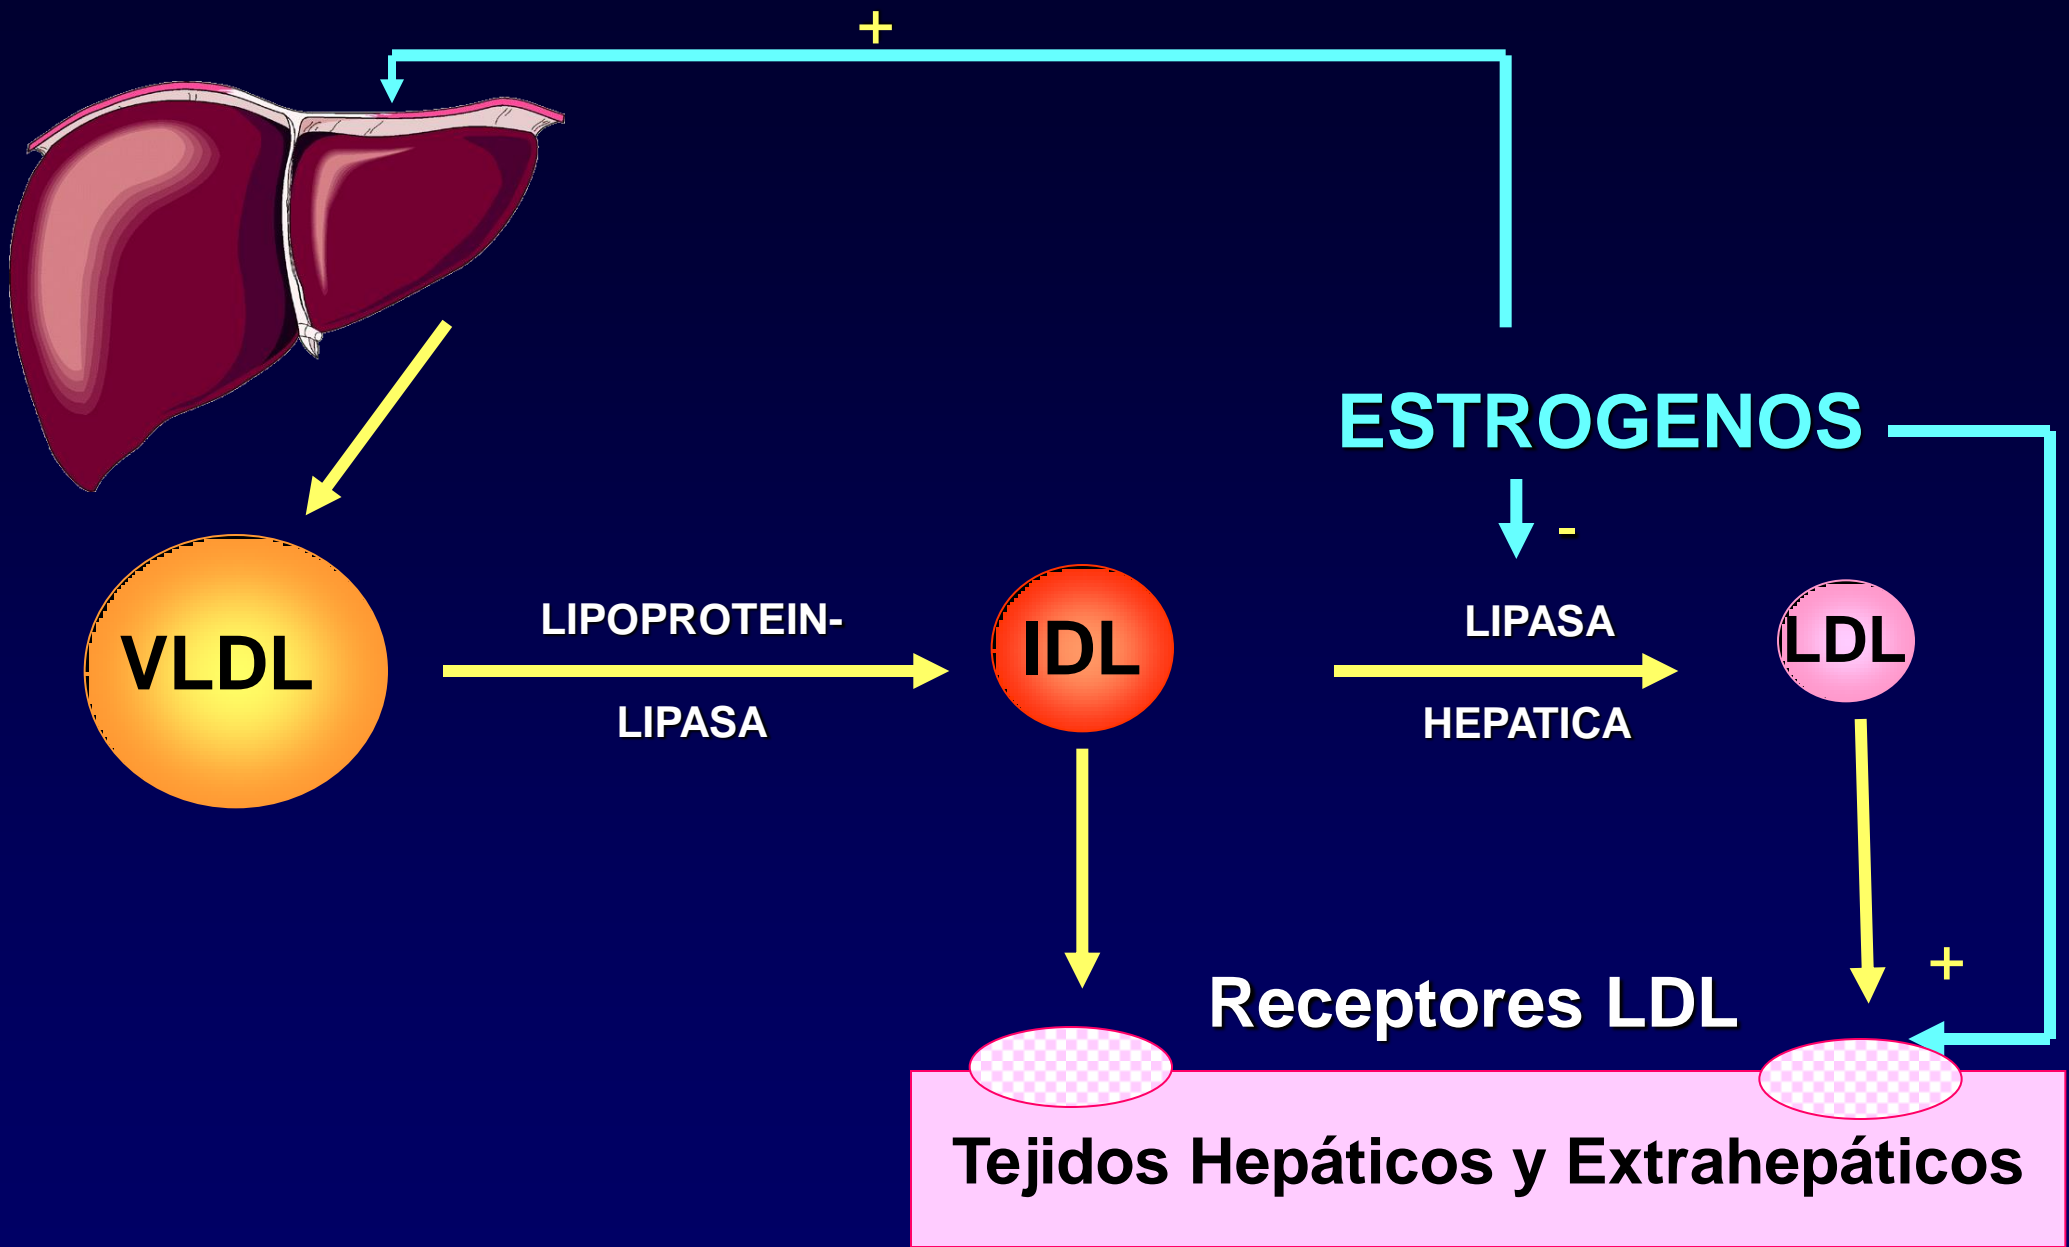 +
ESTROGENOS
-
LIPOPROTEIN-
LIPASA
LIPASA
HEPATICA
VLDL
IDL
LDL
+
Receptores LDL
Tejidos Hepáticos y Extrahepáticos